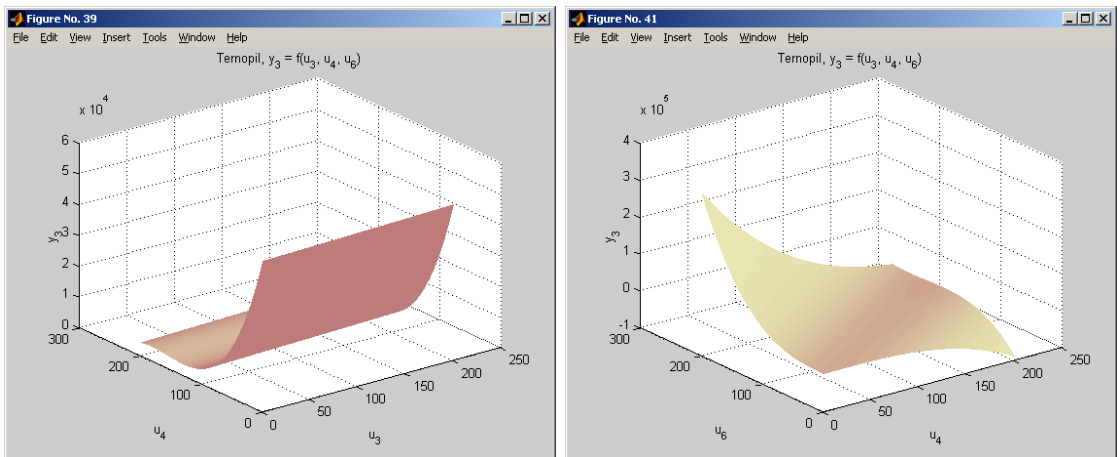 Figure No. 39
File Edit View Insert Tools Window Help
Ternopil, y3 = f(u3, u4, u6)
x 10^4
6
5
4
3
2
1
0
y3
300
200
100
0
u4
0
50
100
150
200
250
u3
Figure No. 41
File Edit View Insert Tools Window Help
Ternopil, y3 = f(u3, u4, u6)
x 10^5
4
3
2
1
0
-1
y3
300
200
100
0
u6
0
50
100
150
200
250
u4